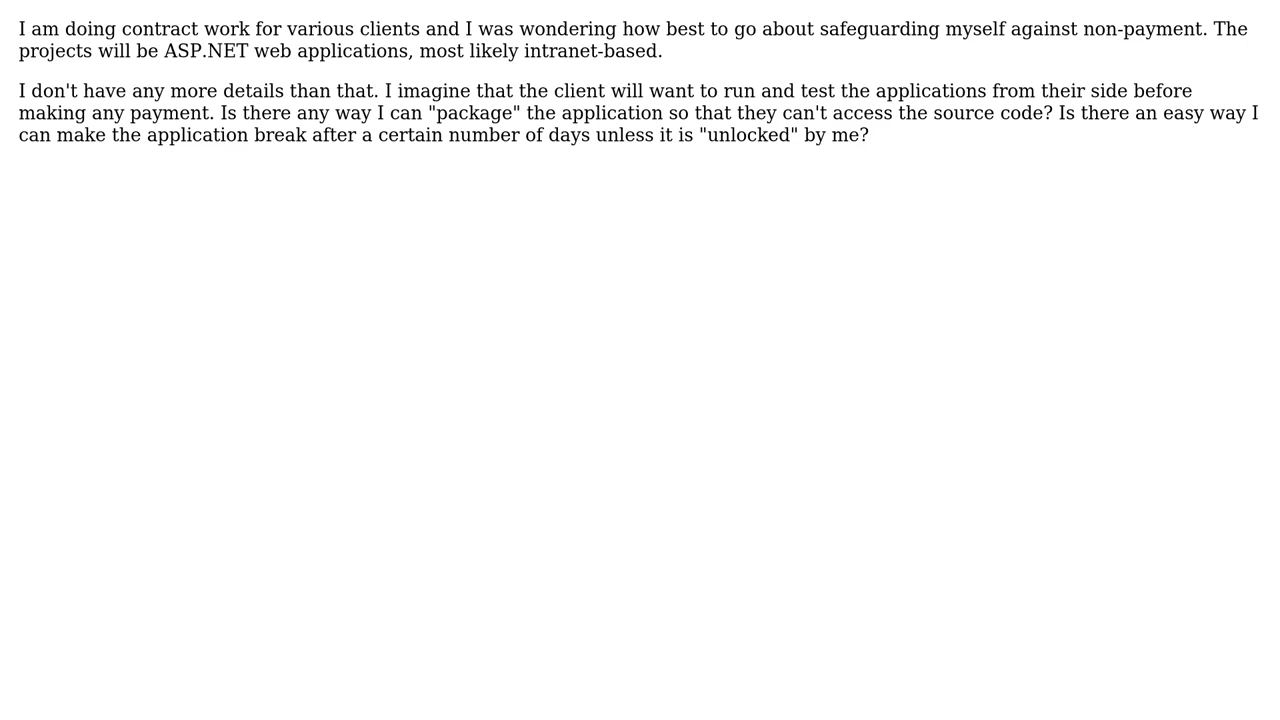 I am doing contract work for various clients and I was wondering how best to go about safeguarding myself against non-payment. The
projects will be ASP.NET web applications, most likely intranet-based.
I don't have any more details than that. I imagine that the client will want to run and test the applications from their side before
making any payment. Is there any way I can "package" the application so that they can't access the source code? Is there an easy way I
can make the application break after a certain number of days unless it is "unlocked" by me?